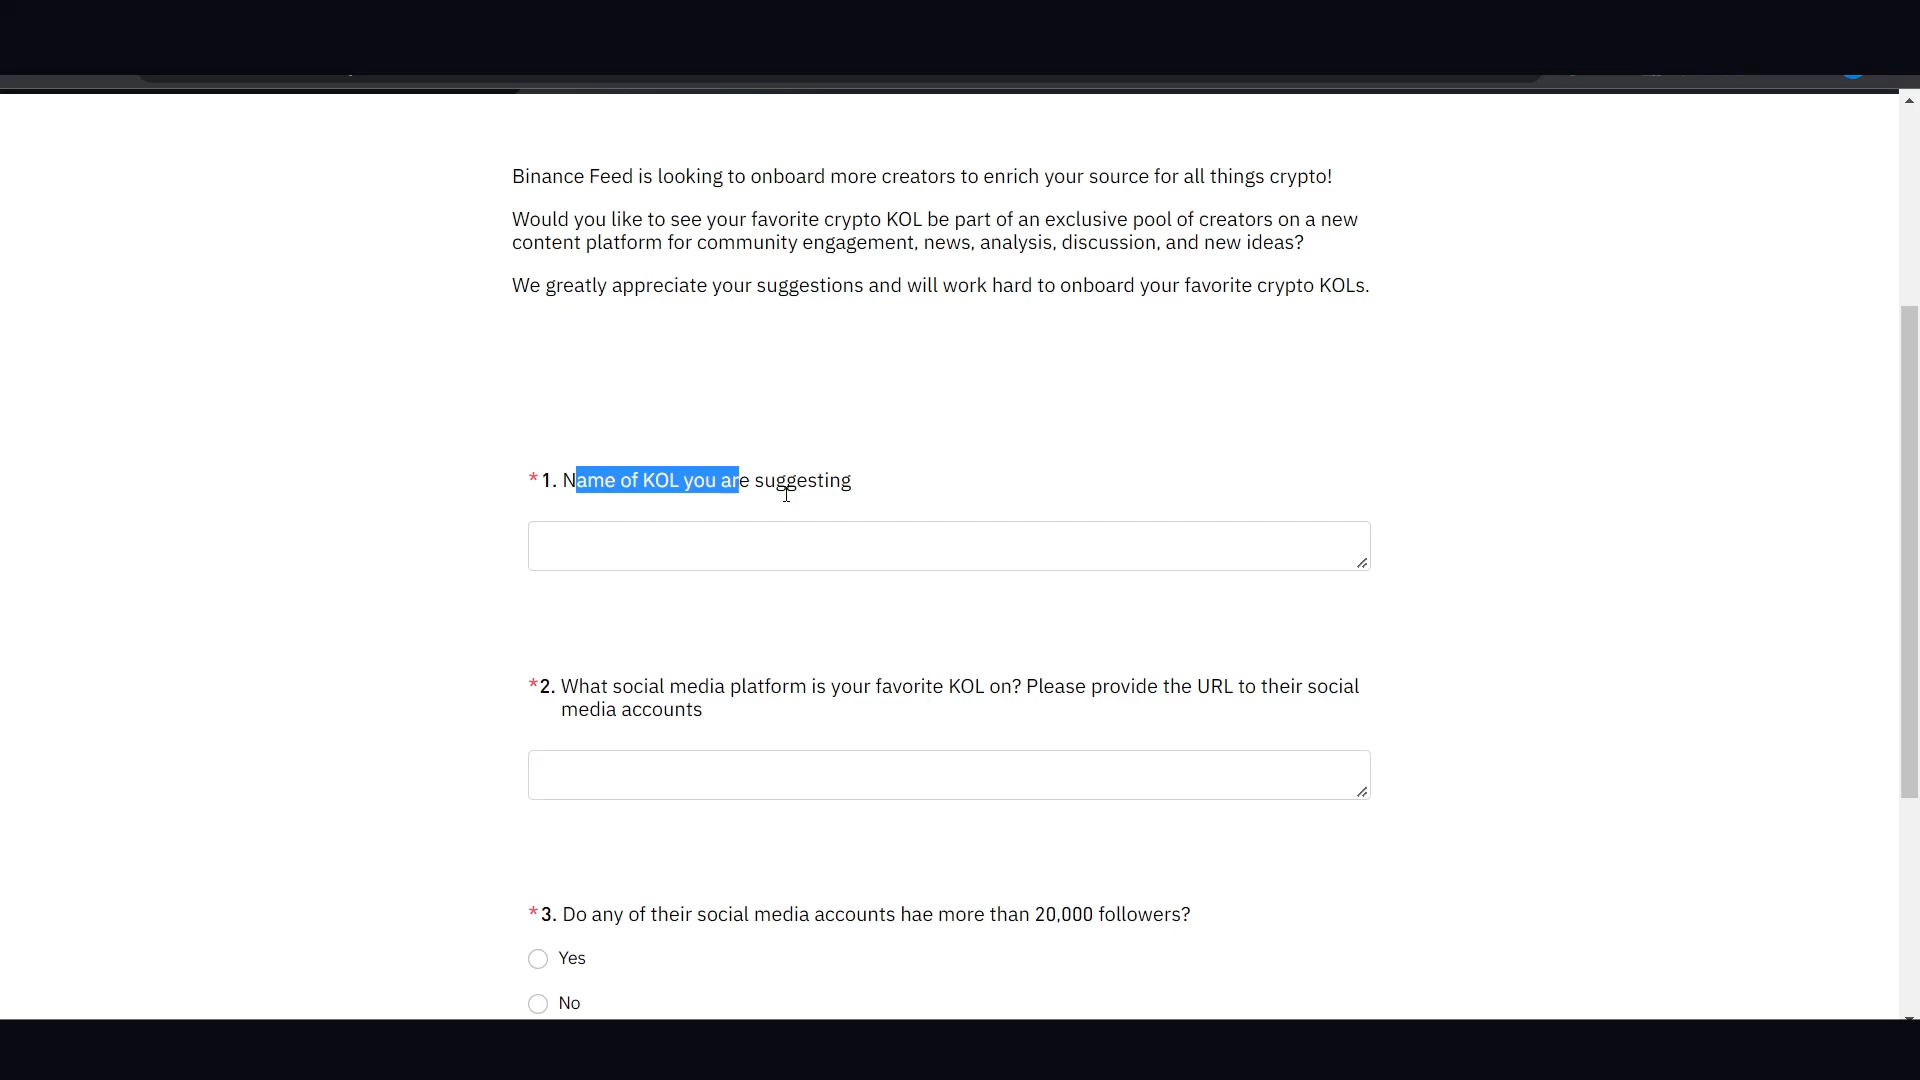 Binance Feed is looking to onboard more creators to enrich your source for all things crypto!
Would you like to see your favorite crypto KOL be part of an exclusive pool of creators on a new
content platform for community engagement, news, analysis, discussion, and new ideas?
We greatly appreciate your suggestions and will work hard to onboard your favorite crypto KOLs.
*1. Name of KOL you are suggesting
*2. What social media platform is your favorite KOL on? Please provide the URL to their social
media accounts
*3. Do any of their social media accounts hae more than 20,000 followers?
Yes
No